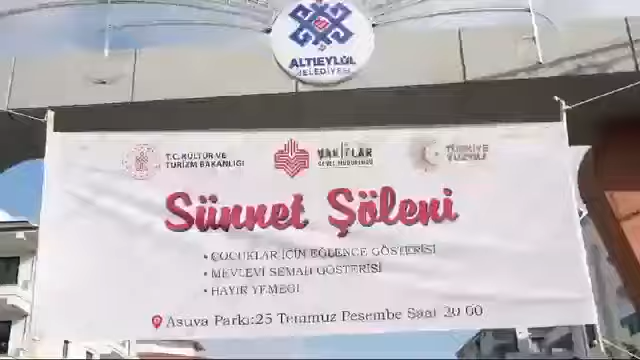 ALTIEYLÜL
BELEDİYESİ
T.C. KÜLTÜR VE
TURİZM BAKANLIĞI
VAKIFLAR
GENEL MÜDÜRLÜĞÜ
TÜRKİYE
YÜZYILI
Sünnet Şöleni
• ÇOCUKLAR İÇİN EĞLENCE GÖSTERİSİ
• MEVLEVİ SEMAH GÖSTERİSİ
• HAYIR YEMEĞİ
Asuva Parkı:25 Temmuz Peşembe Saat 20 00